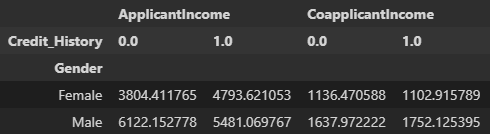 ApplicantIncome CoapplicantIncome
Credit_History 0.0 1.0 0.0 1.0
Gender
Female 3804.411765 4793.621053 1136.470588 1102.915789
Male 6122.152778 5481.069767 1637.972222 1752.125395